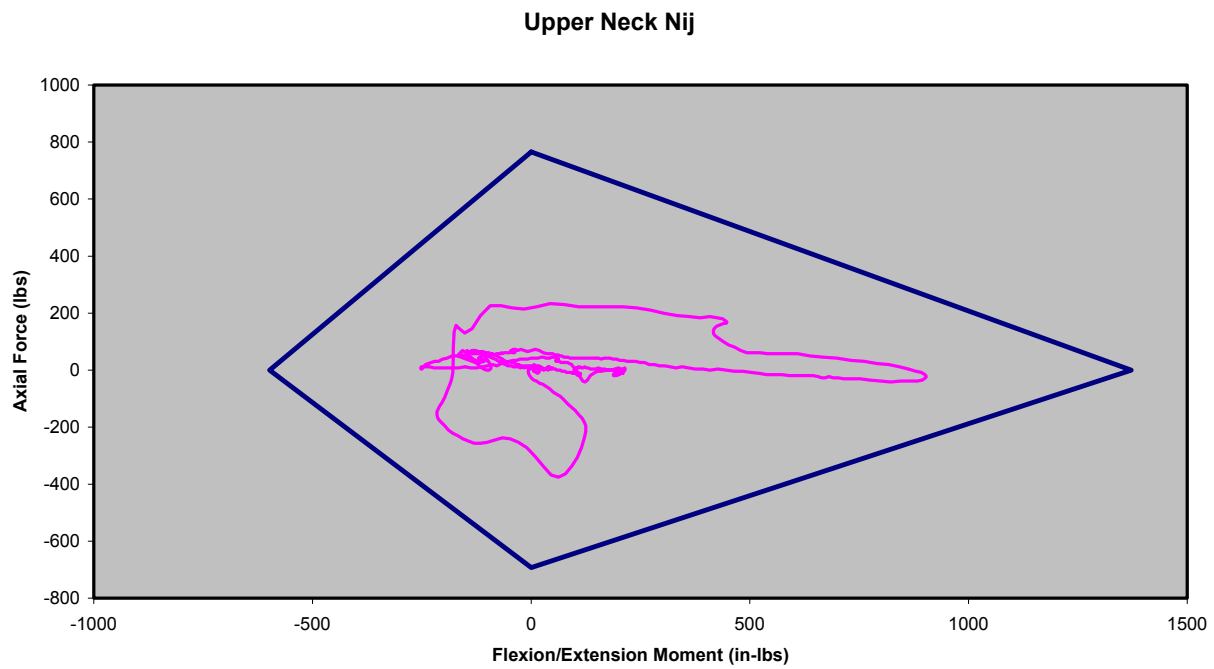 Upper Neck Nij
1000
800
600
400
200
0
-200
-400
-600
-800
Axial Force (lbs)
-1000 -500 0 500 1000 1500
Flexion/Extension Moment (in-lbs)